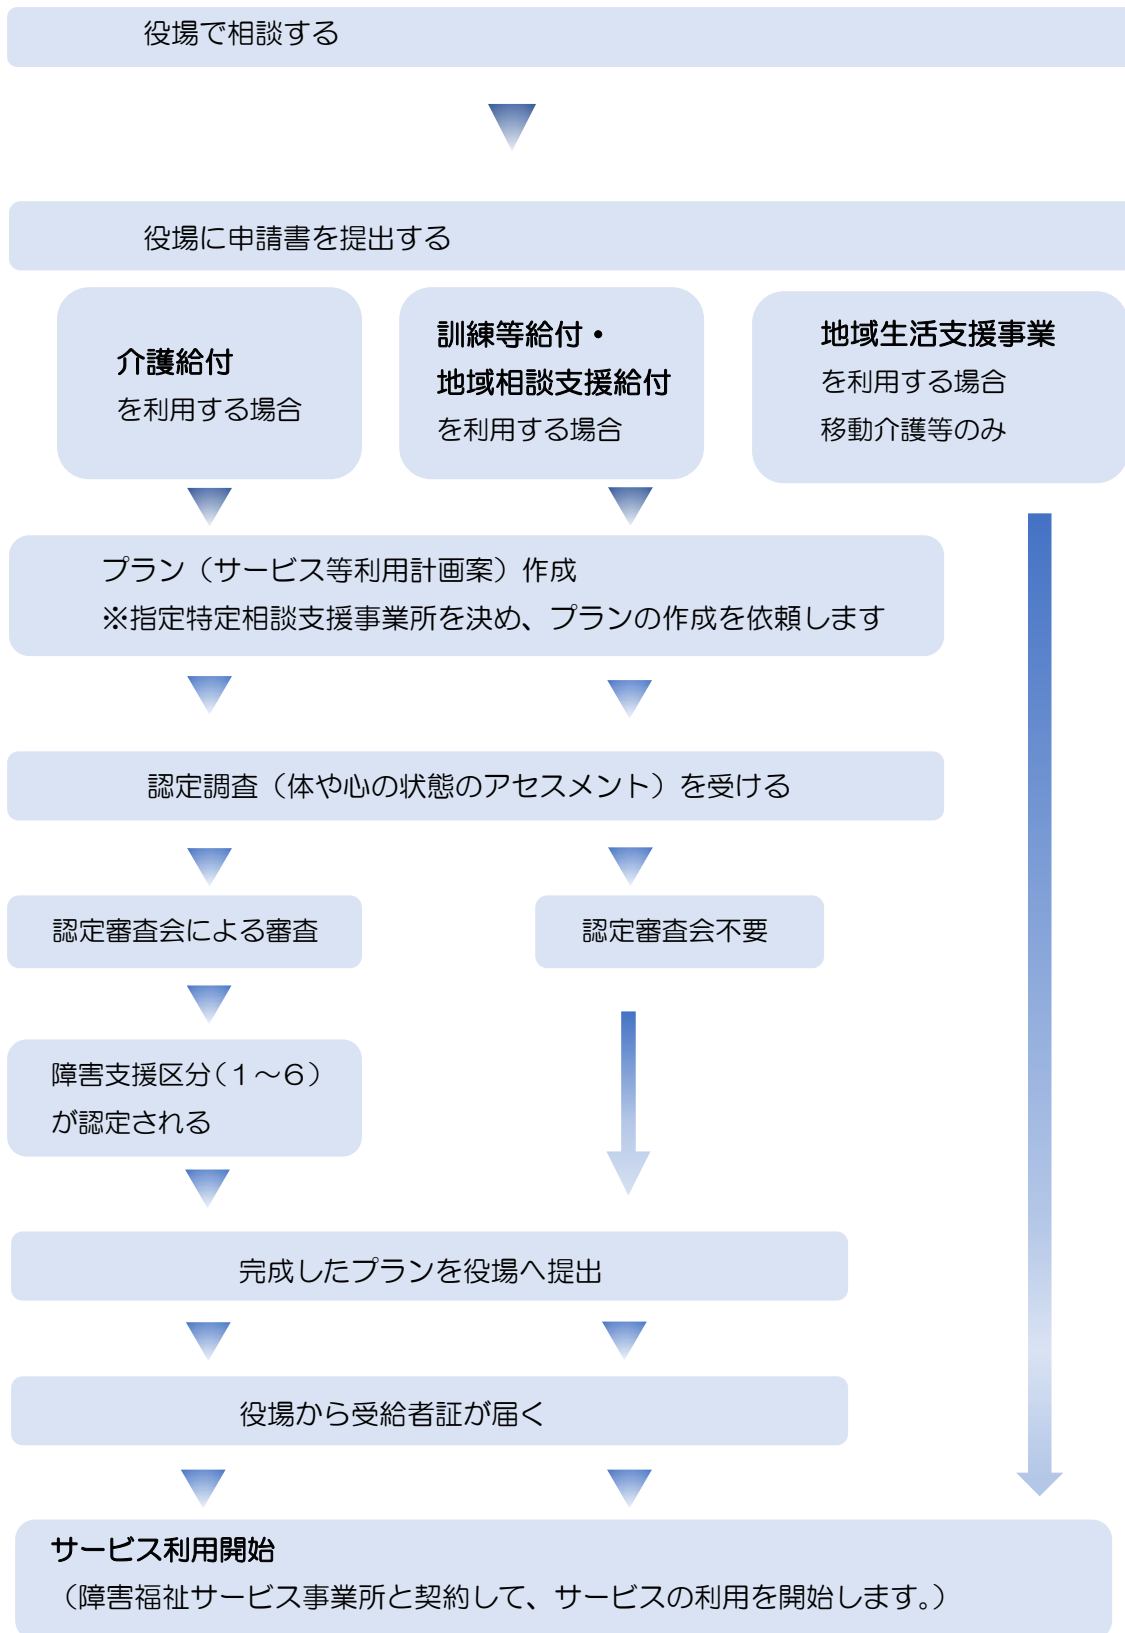 役場で相談する
役場に申請書を提出する
介護給付
を利用する場合
訓練等給付・
地域相談支援給付
を利用する場合
地域生活支援事業
を利用する場合
移動介護等のみ
プラン（サービス等利用計画案）作成
※指定特定相談支援事業所を決め、プランの作成を依頼します
認定調査（体や心の状態のアセスメント）を受ける
認定審査会による審査
認定審査会不要
障害支援区分（１～６）
が認定される
完成したプランを役場へ提出
役場から受給者証が届く
サービス利用開始
（障害福祉サービス事業所と契約して、サービスの利用を開始します。）